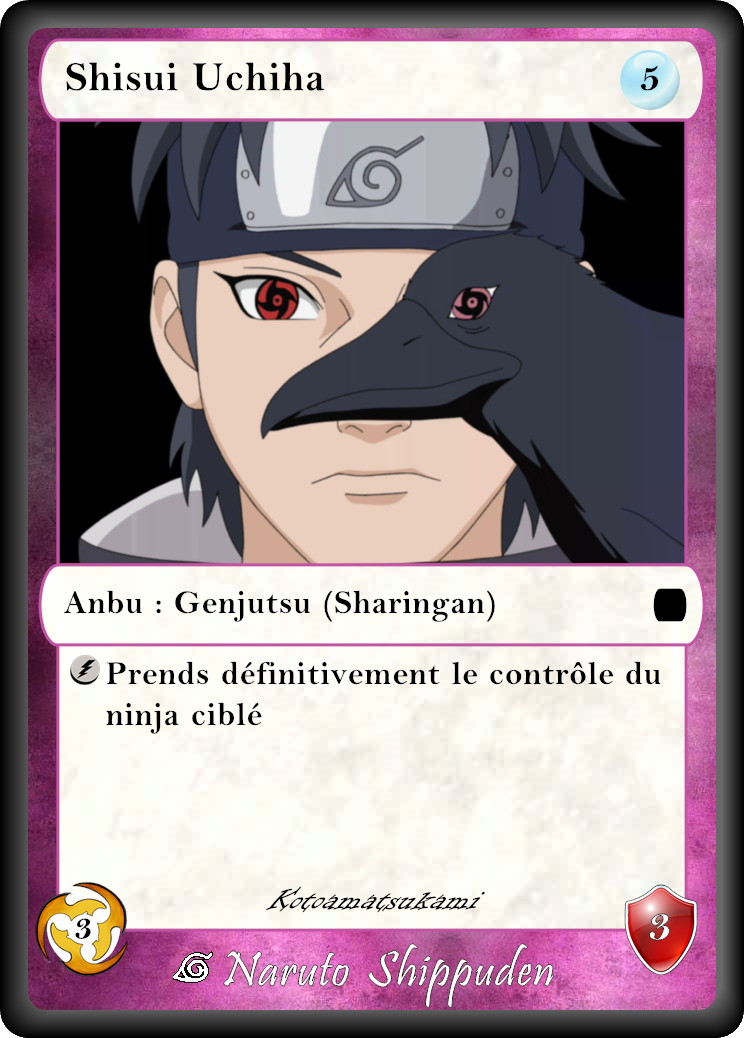 Shisui Uchiha
5
Anbu : Genjutsu (Sharingan)
Prends définitivement le contrôle du
ninja ciblé
Kotoamatsukami
3
3
Naruto Shippuden